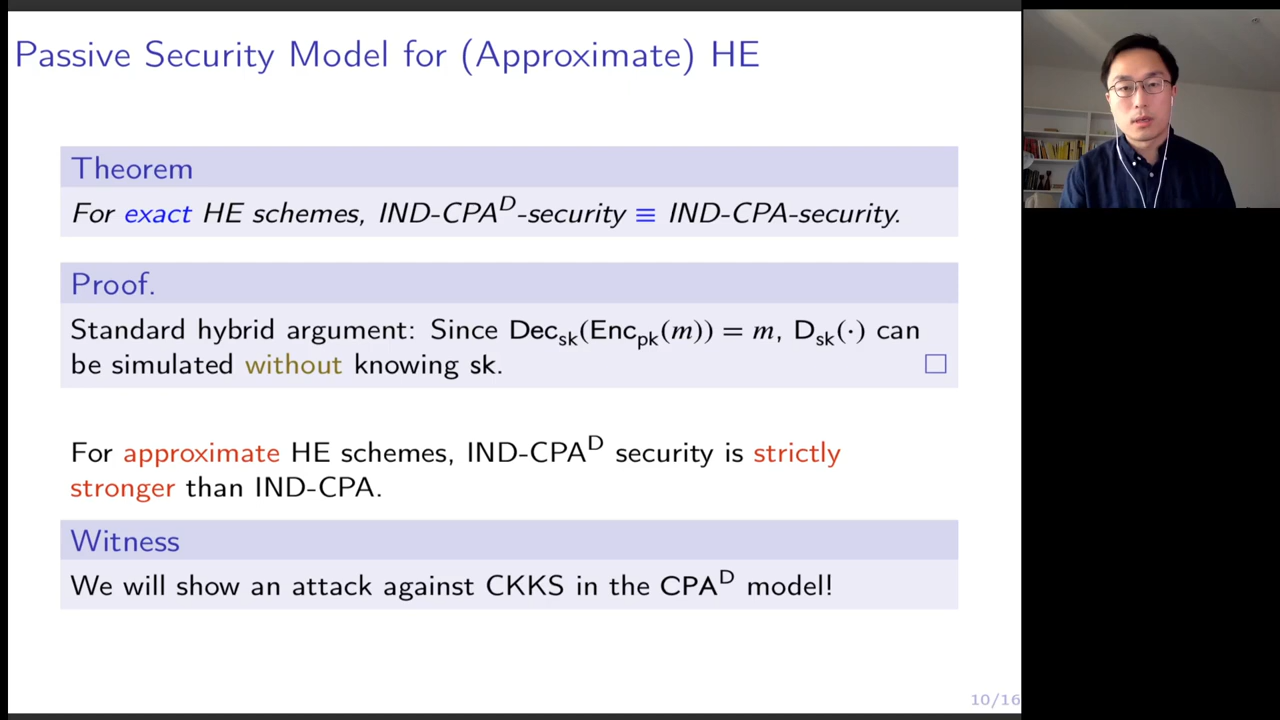 Passive Security Model for (Approximate) HE
Theorem
For exact HE schemes, IND-CPA^D-security ≡ IND-CPA-security.
Proof.
Standard hybrid argument: Since Dec_sk(Enc_pk(m)) = m, D_sk(·) can
be simulated without knowing sk. □
For approximate HE schemes, IND-CPA^D security is strictly
stronger than IND-CPA.
Witness
We will show an attack against CKKS in the CPA^D model!
10/16